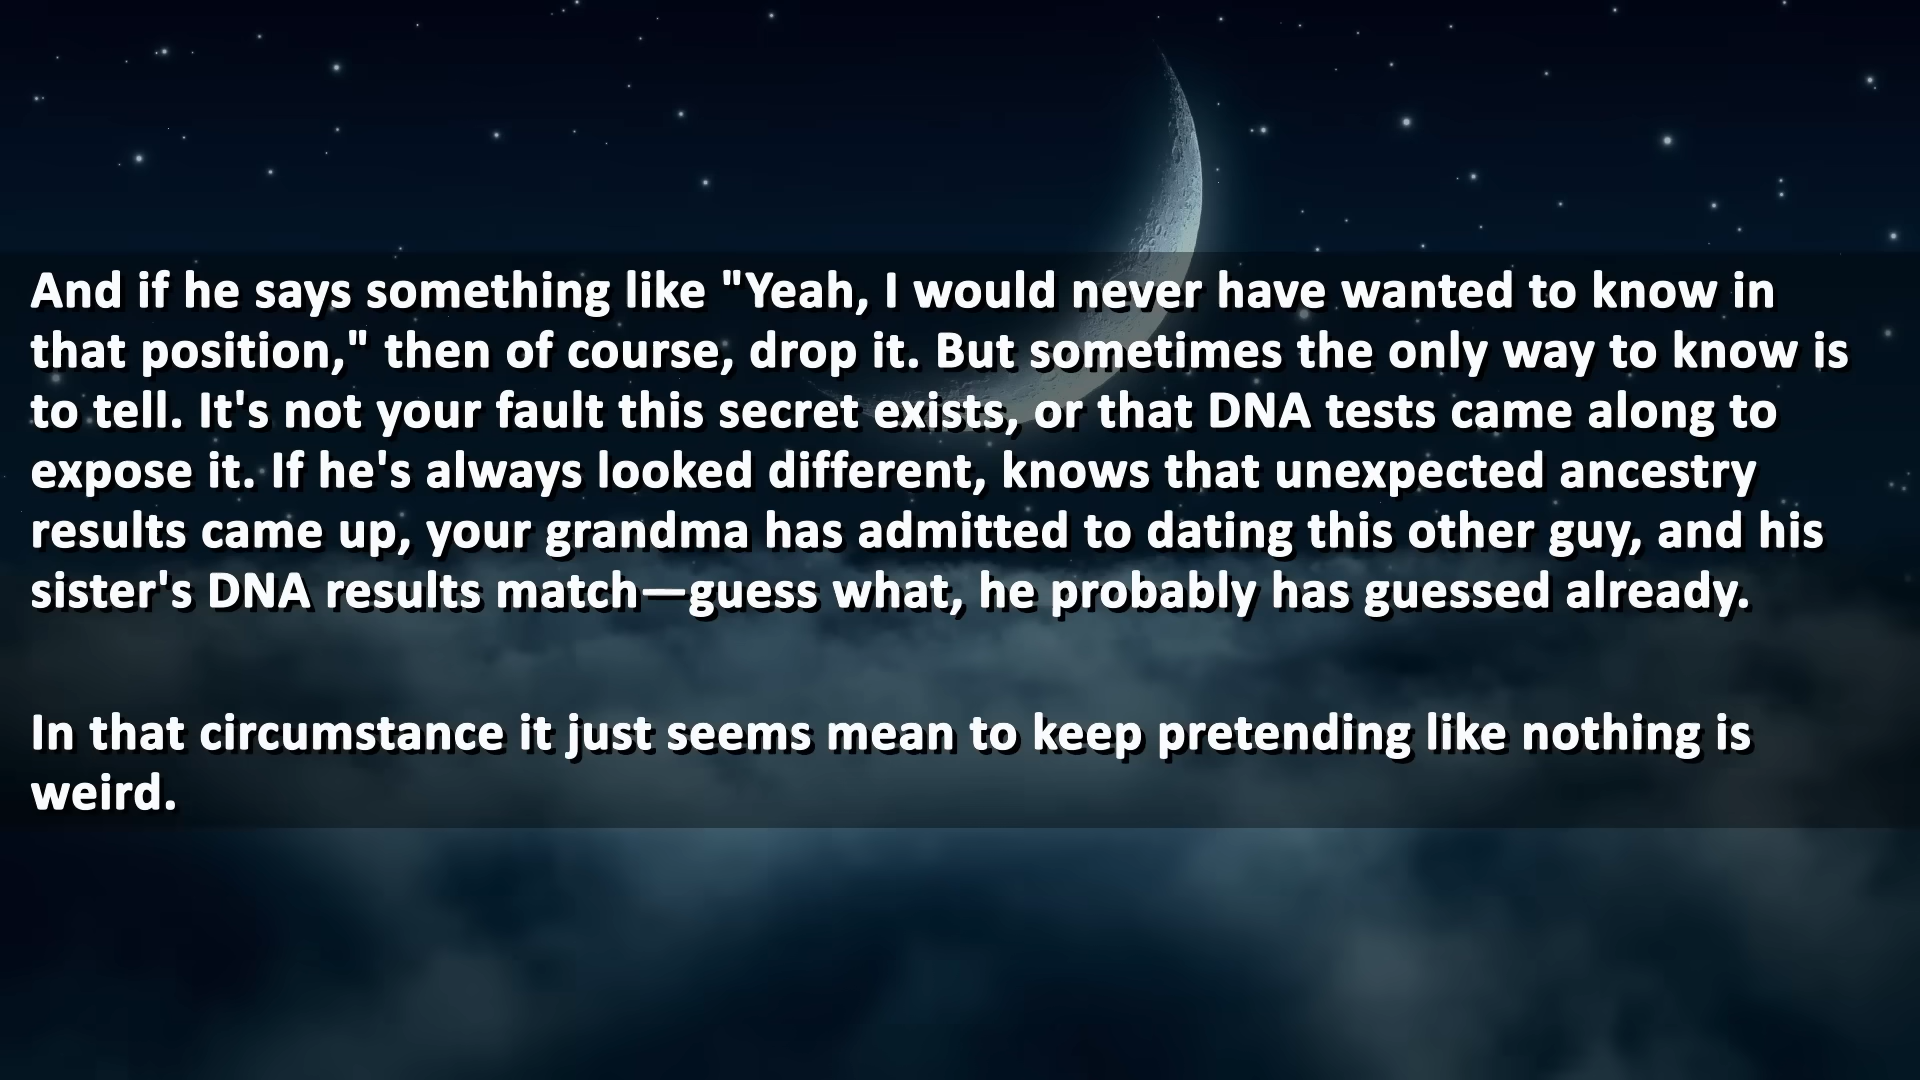 And if he says something like "Yeah, I would never have wanted to know in
that position," then of course, drop it. But sometimes the only way to know is
to tell. It's not your fault this secret exists, or that DNA tests came along to
expose it. If he's always looked different, knows that unexpected ancestry
results came up, your grandma has admitted to dating this other guy, and his
sister's DNA results match—guess what, he probably has guessed already.
In that circumstance it just seems mean to keep pretending like nothing is
weird.